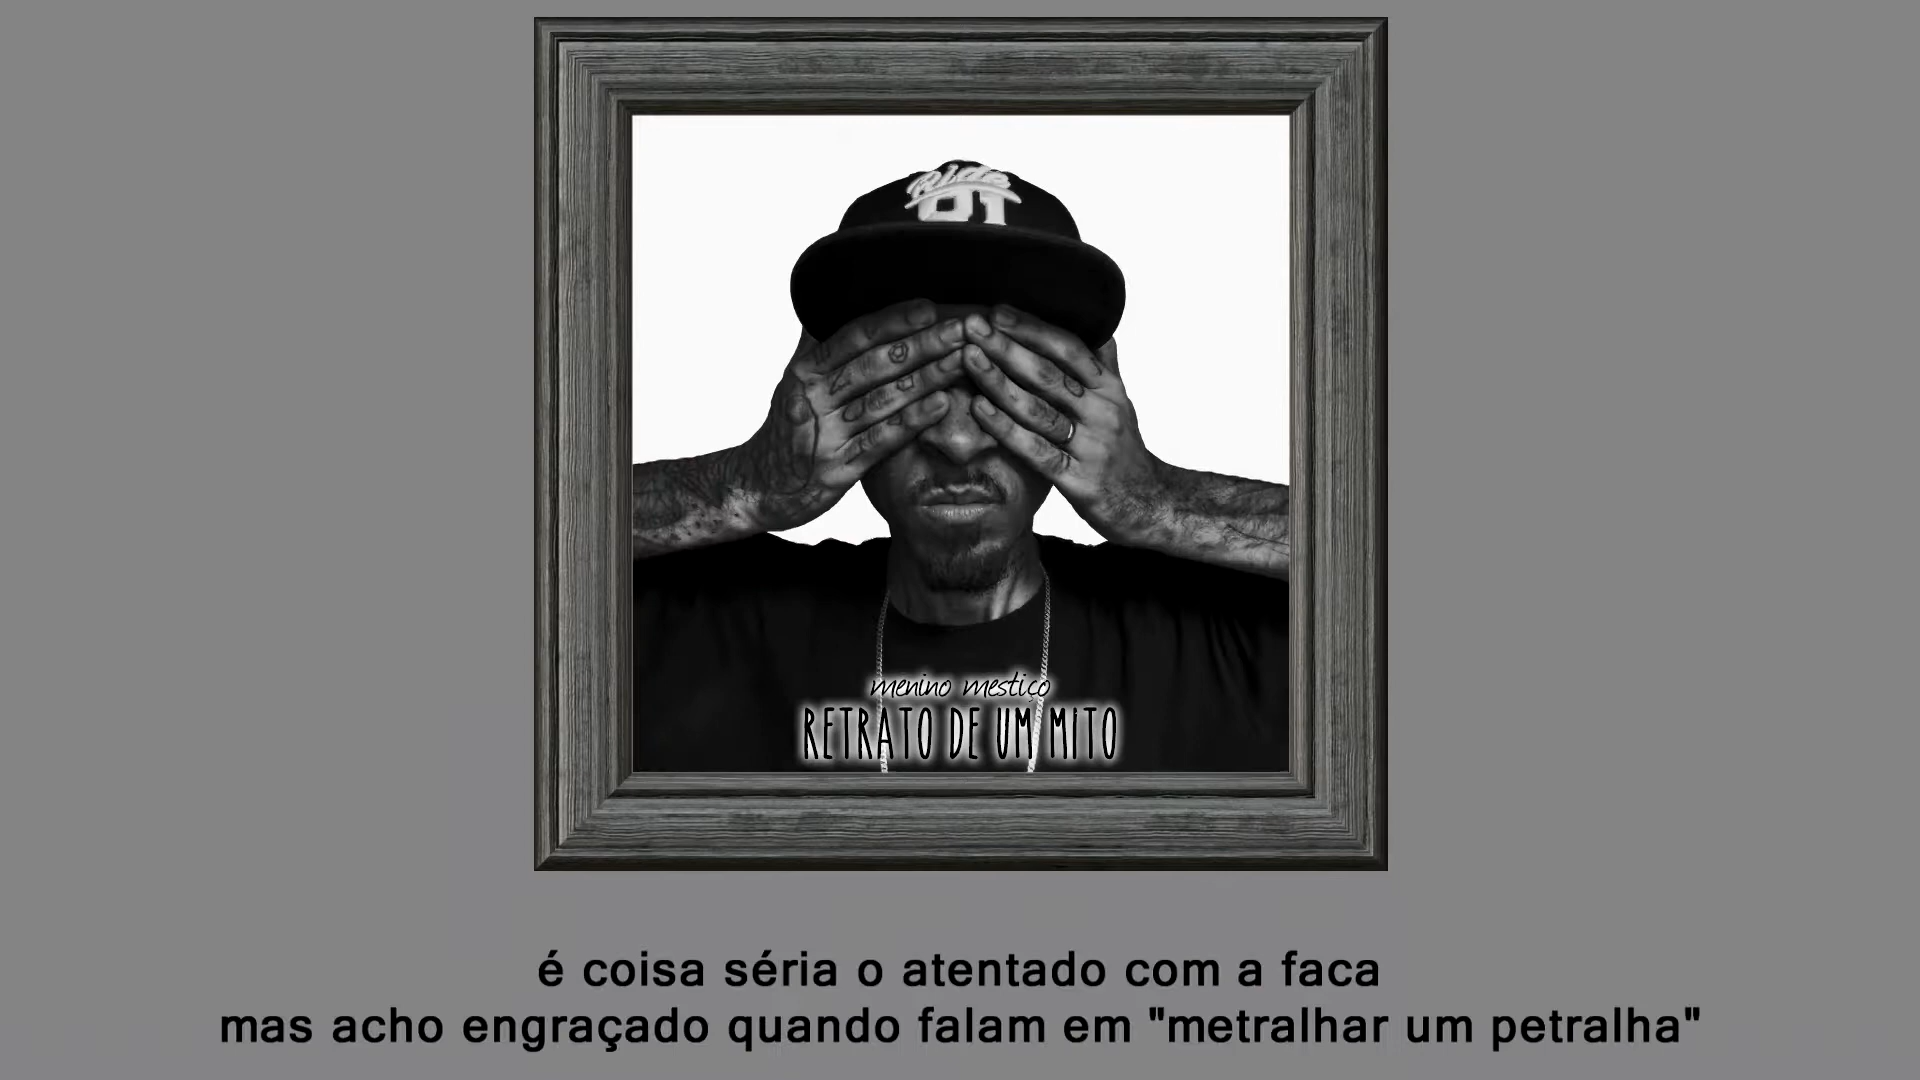 Ride
01
menino mestiço
RETRATO DE UM MITO
é coisa séria o atentado com a faca
mas acho engraçado quando falam em "metralhar um petralha"